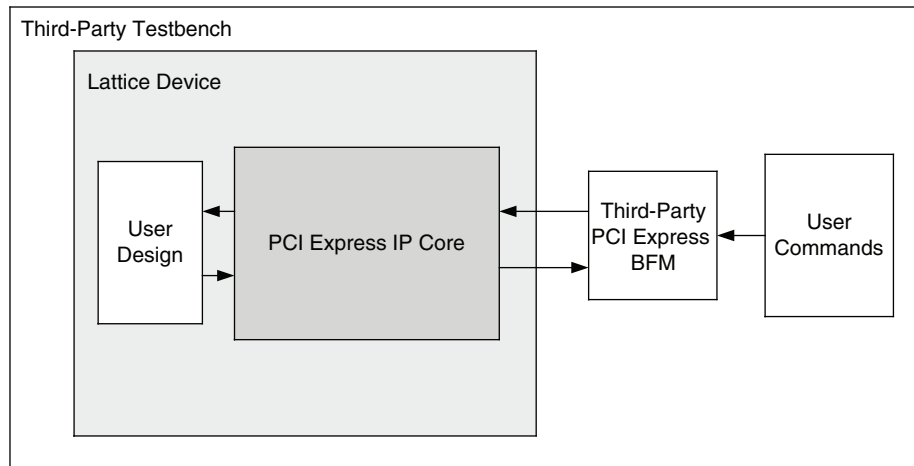 Third-Party Testbench
Lattice Device
User
Design
PCI Express IP Core
Third-Party
PCI Express
BFM
User
Commands